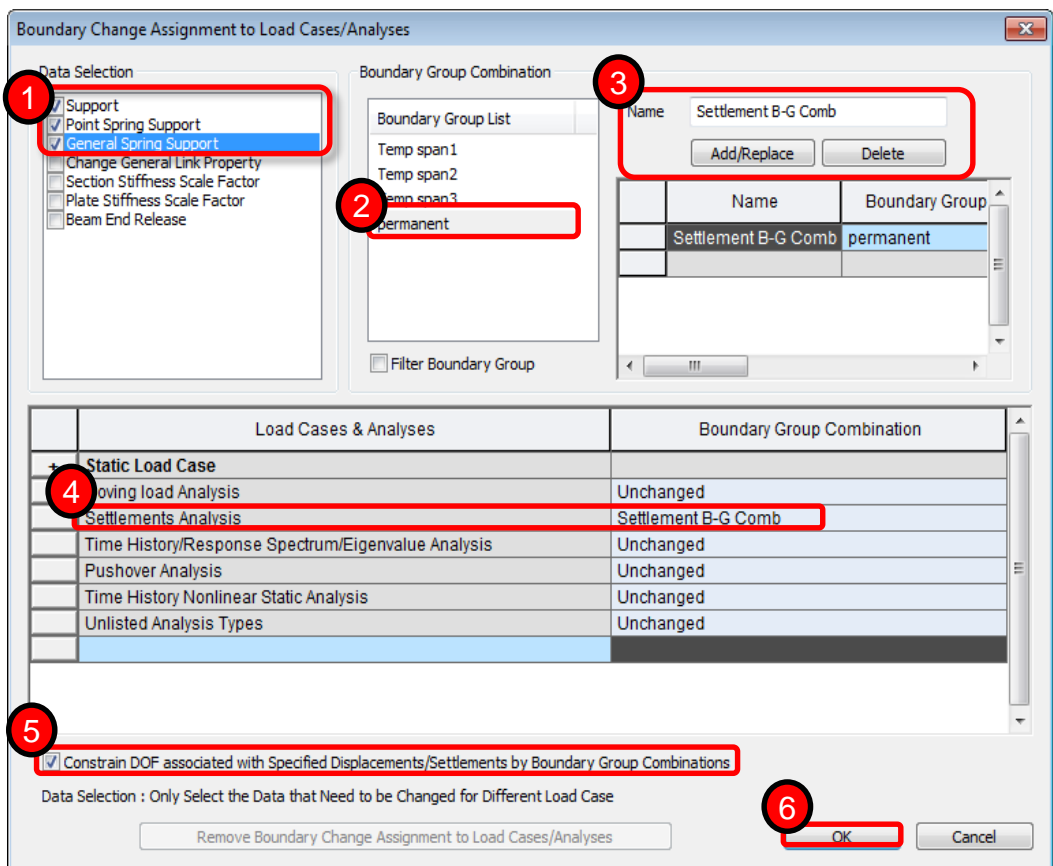 Boundary Change Assignment to Load Cases/Analyses
Data Selection
1
Support
Point Spring Support
General Spring Support
Change General Link Property
Section Stiffness Scale Factor
Plate Stiffness Scale Factor
Beam End Release
Boundary Group Combination
Boundary Group List
Temp span1
Temp span2
Temp span3
2
permanent
Filter Boundary Group
3
Name
Settlement B-G Comb
Add/Replace
Delete
Name
Boundary Group
Settlement B-G Comb
permanent
Load Cases & Analyses
Boundary Group Combination
+
Static Load Case
Moving load Analysis
Unchanged
4
Settlements Analysis
Settlement B-G Comb
Time History/Response Spectrum/Eigenvalue Analysis
Unchanged
Pushover Analysis
Unchanged
Time History Nonlinear Static Analysis
Unchanged
Unlisted Analysis Types
Unchanged
5
Constrain DOF associated with Specified Displacements/Settlements by Boundary Group Combinations
Data Selection : Only Select the Data that Need to be Changed for Different Load Case
6
Remove Boundary Change Assignment to Load Cases/Analyses
OK
Cancel